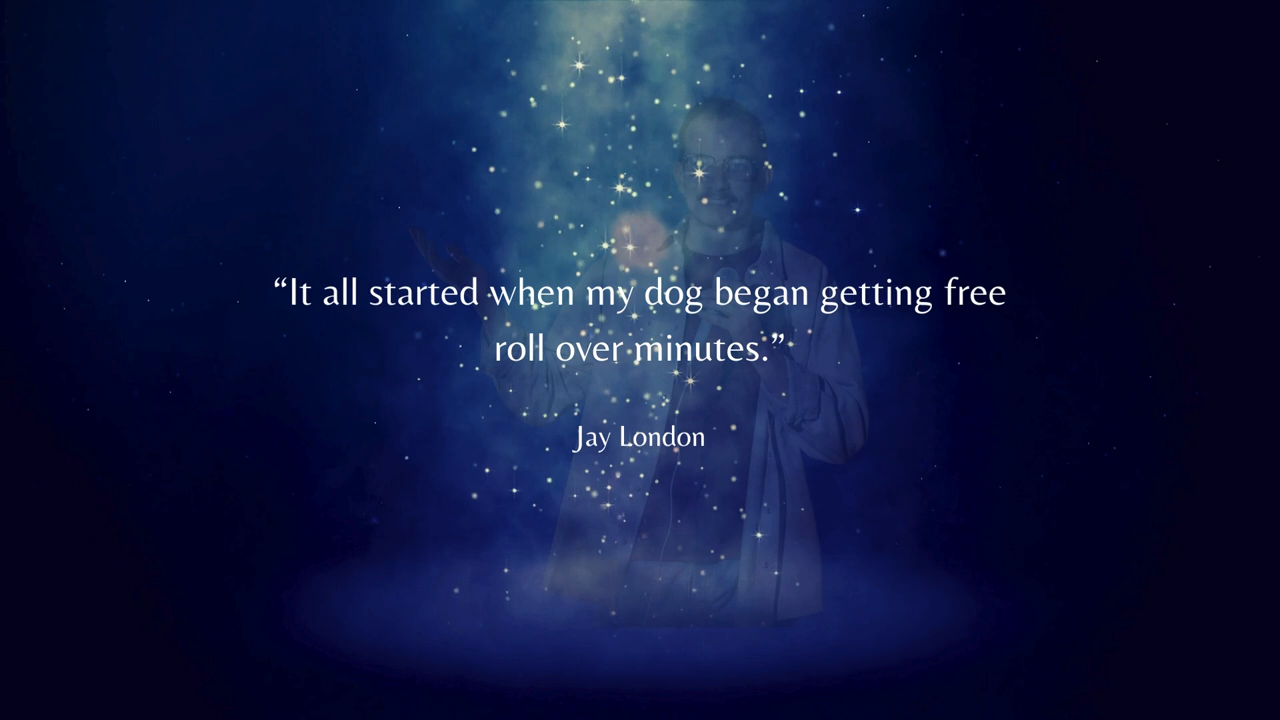 “It all started when my dog began getting free
roll over minutes.”
Jay London